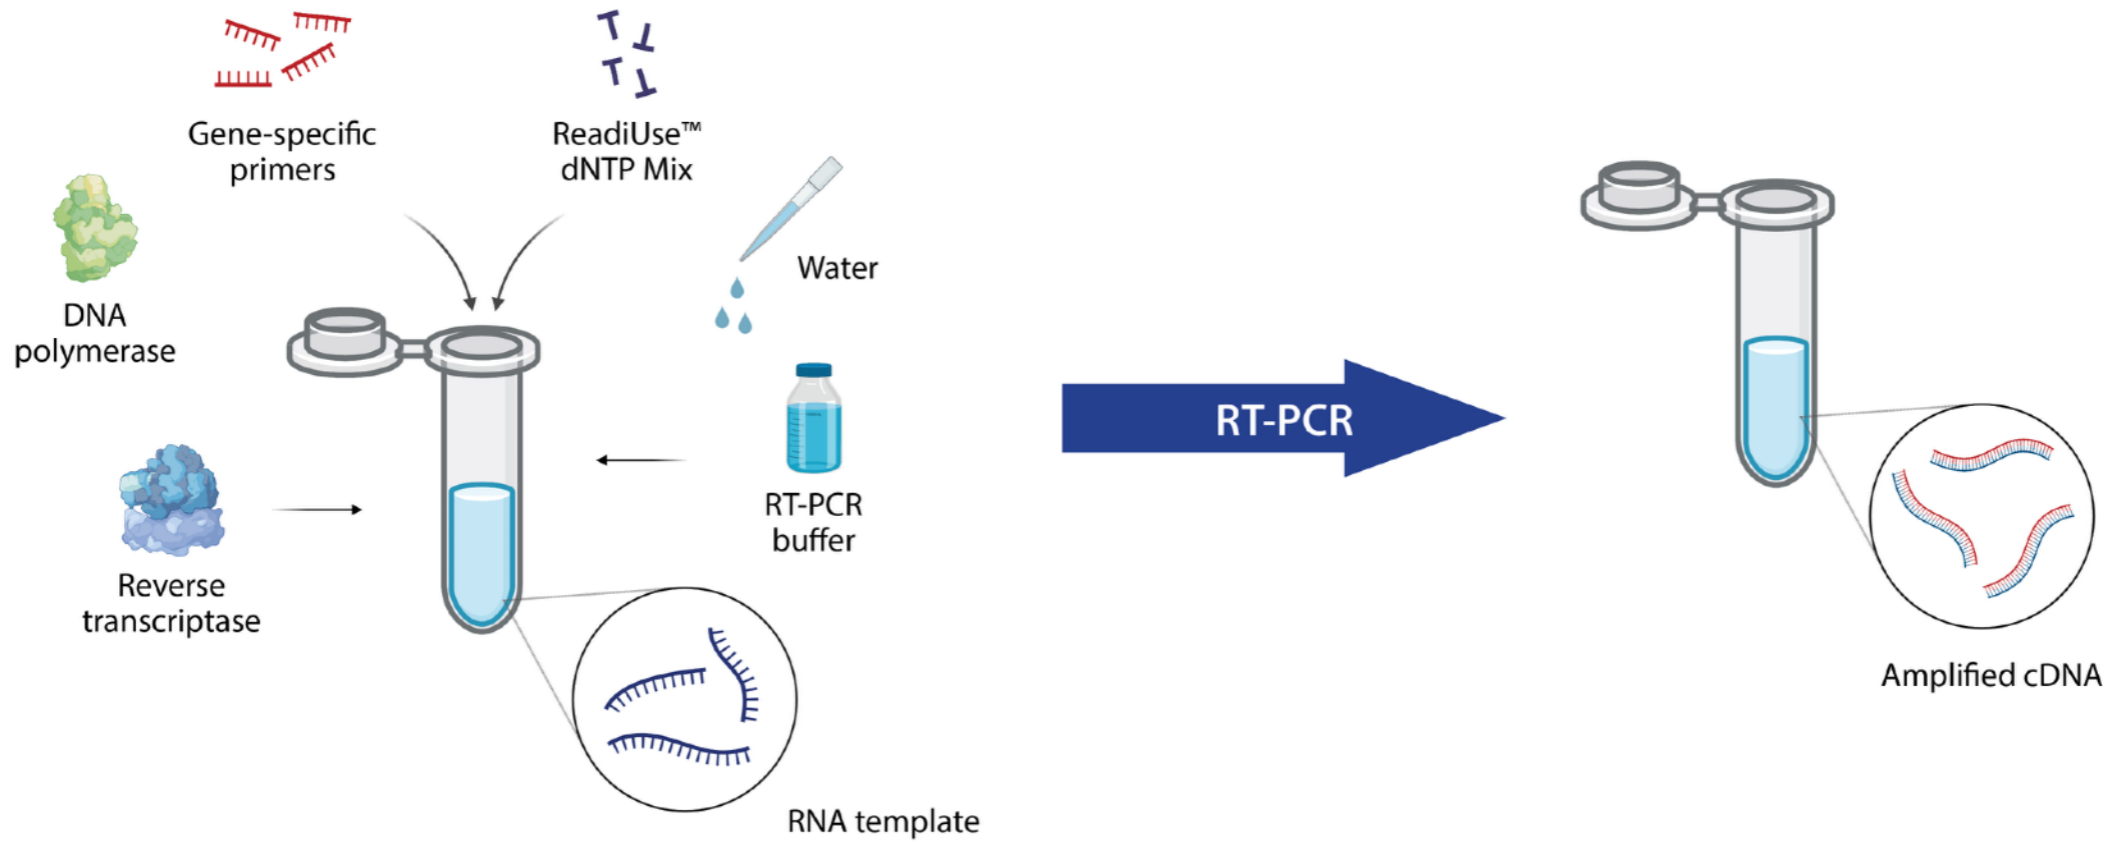 Gene-specific
primers
ReadiUse™
dNTP Mix
DNA
polymerase
Water
Reverse
transcriptase
RT-PCR
buffer
RNA template
RT-PCR
Amplified cDNA